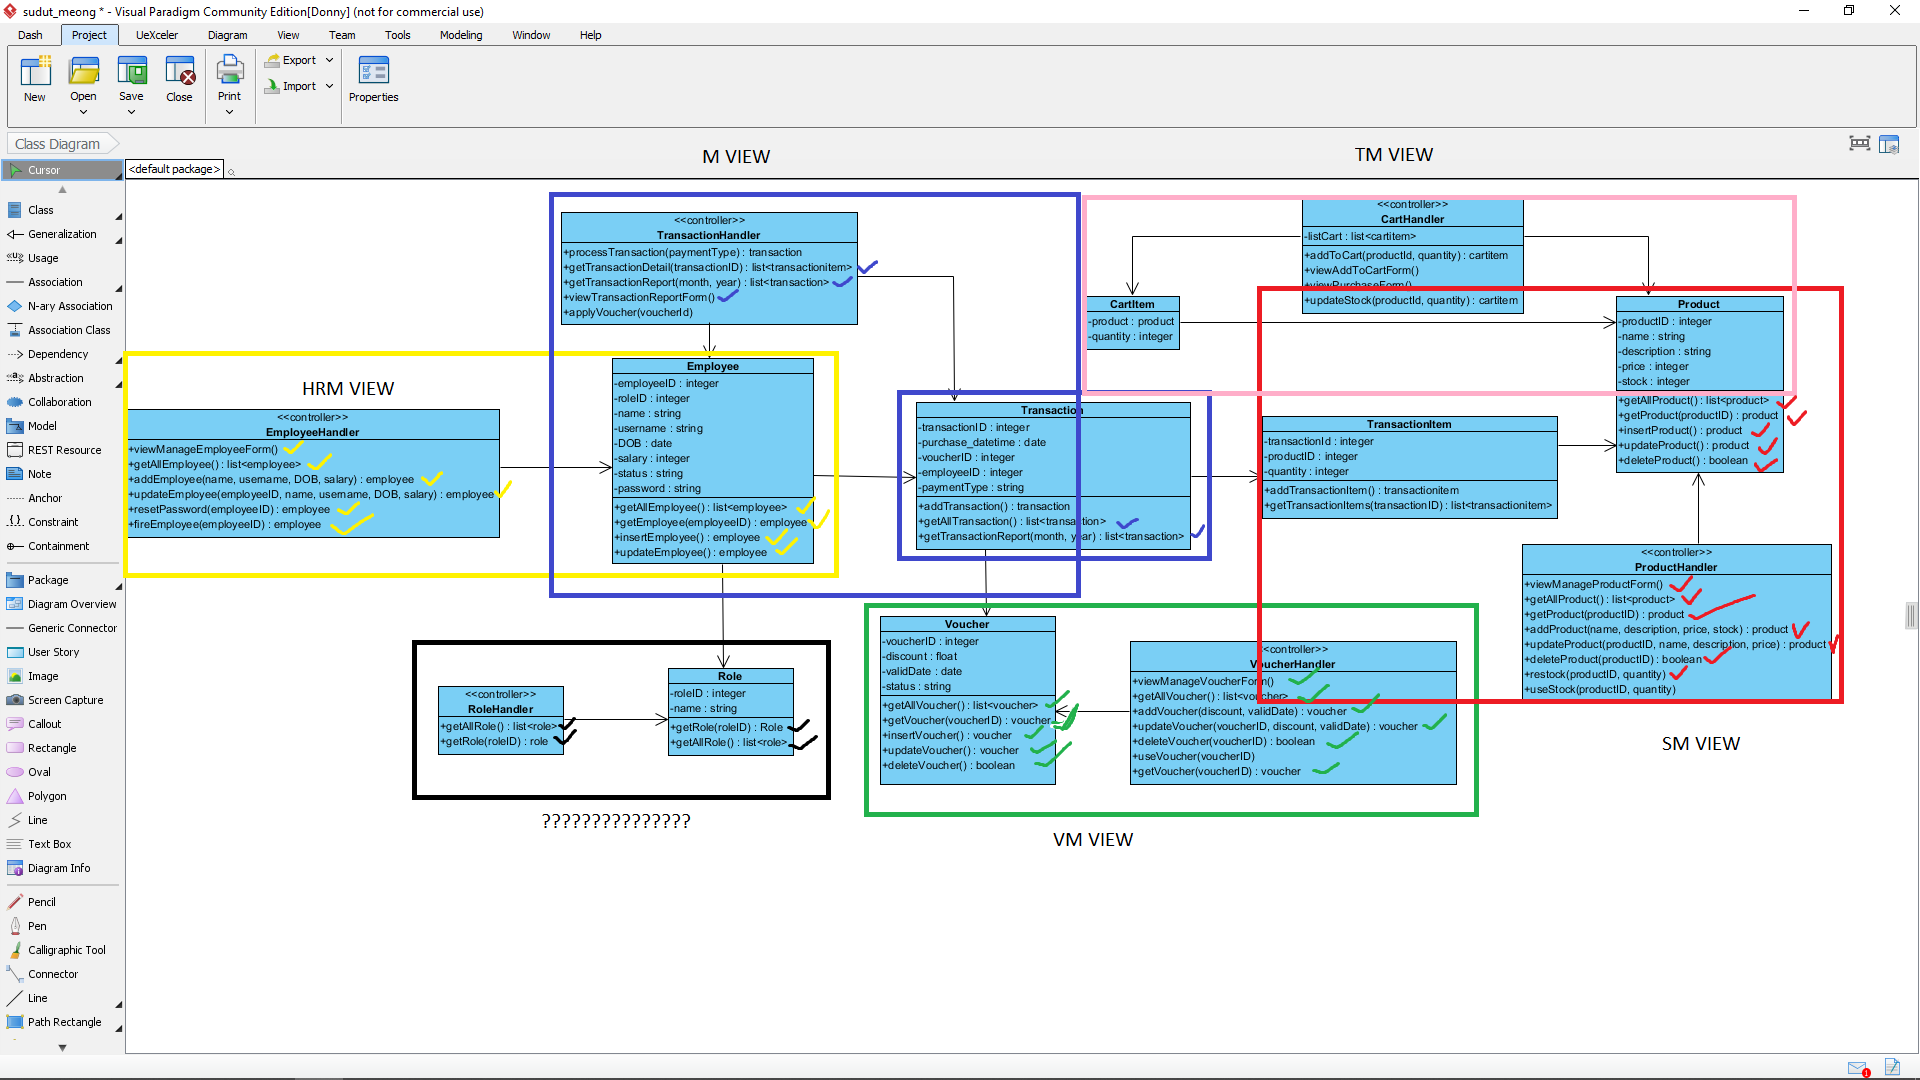 sudut_meong * - Visual Paradigm Community Edition[Donny] (not for commercial use)
Dash Project UeXceler Diagram View Team Tools Modeling Window Help
New Open Save Close Print Export Import Properties
Class Diagram
<default package>
Cursor
Class
Generalization
Usage
Association
N-ary Association
Association Class
Dependency
Abstraction
Collaboration
Model
REST Resource
Note
Anchor
Constraint
Containment
Package
Diagram Overview
Generic Connector
User Story
Image
Screen Capture
Callout
Rectangle
Oval
Polygon
Line
Text Box
Diagram Info
Pencil
Pen
Calligraphic Tool
Connector
Line
Path Rectangle
M VIEW
<<controller>>
TransactionHandler
+processTransaction(paymentType) : transaction
+getTransactionDetail(transactionID) : list<transactionitem>
+getTransactionReport(month, year) : list<transaction>
+viewTransactionReportForm()
+applyVoucher(voucherId)
TM VIEW
<<controller>>
CartHandler
-listCart : list<cartitem>
+addToCart(productId, quantity) : cartitem
+viewAddToCartForm()
+viewPurchaseForm()
+updateStock(productId, quantity) : cartitem
CartItem
-product : product
-quantity : integer
Product
-productID : integer
-name : string
-description : string
-price : integer
-stock : integer
+getAllProduct() : list<product>
+getProduct(productID) : product
+insertProduct() : product
+updateProduct() : product
+deleteProduct() : boolean
HRM VIEW
<<controller>>
EmployeeHandler
+viewManageEmployeeForm()
+getAllEmployee() : list<employee>
+addEmployee(name, username, DOB, salary) : employee
+updateEmployee(employeeID, name, username, DOB, salary) : employee
+resetPassword(employeeID) : employee
+fireEmployee(employeeID) : employee
Employee
-employeeID : integer
-roleID : integer
-name : string
-username : string
-DOB : date
-salary : integer
-status : string
-password : string
+getAllEmployee() : list<employee>
+getEmployee(employeeID) : employee
+insertEmployee() : employee
+updateEmployee() : employee
Transaction
-transactionID : integer
-purchase_datetime : date
-voucherID : integer
-employeeID : integer
-paymentType : string
+addTransaction() : transaction
+getAllTransaction() : list<transaction>
+getTransactionReport(month, year) : list<transaction>
TransactionItem
-transactionId : integer
-productID : integer
-quantity : integer
+addTransactionItem() : transactionitem
+getTransactionItems(transactionID) : list<transactionitem>
<<controller>>
ProductHandler
+viewManageProductForm()
+getAllProduct() : list<product>
+getProduct(productID) : product
+addProduct(name, description, price, stock) : product
+updateProduct(productID, name, description, price) : product
+deleteProduct(productID) : boolean
+restock(productID, quantity)
+useStock(productID, quantity)
SM VIEW
<<controller>>
RoleHandler
+getAllRole() : list<role>
+getRole(roleID) : role
Role
-roleID : integer
-name : string
+getRole(roleID) : Role
+getAllRole() : list<role>
???????????????
Voucher
-voucherID : integer
-discount : float
-validDate : date
-status : string
+getAllVoucher() : list<voucher>
+getVoucher(voucherID) : voucher
+insertVoucher() : voucher
+updateVoucher() : voucher
+deleteVoucher() : boolean
<<controller>>
VoucherHandler
+viewManageVoucherForm()
+getAllVoucher() : list<voucher>
+addVoucher(discount, validDate) : voucher
+updateVoucher(voucherID, discount, validDate) : voucher
+deleteVoucher(voucherID) : boolean
+useVoucher(voucherID)
+getVoucher(voucherID) : voucher
VM VIEW
1